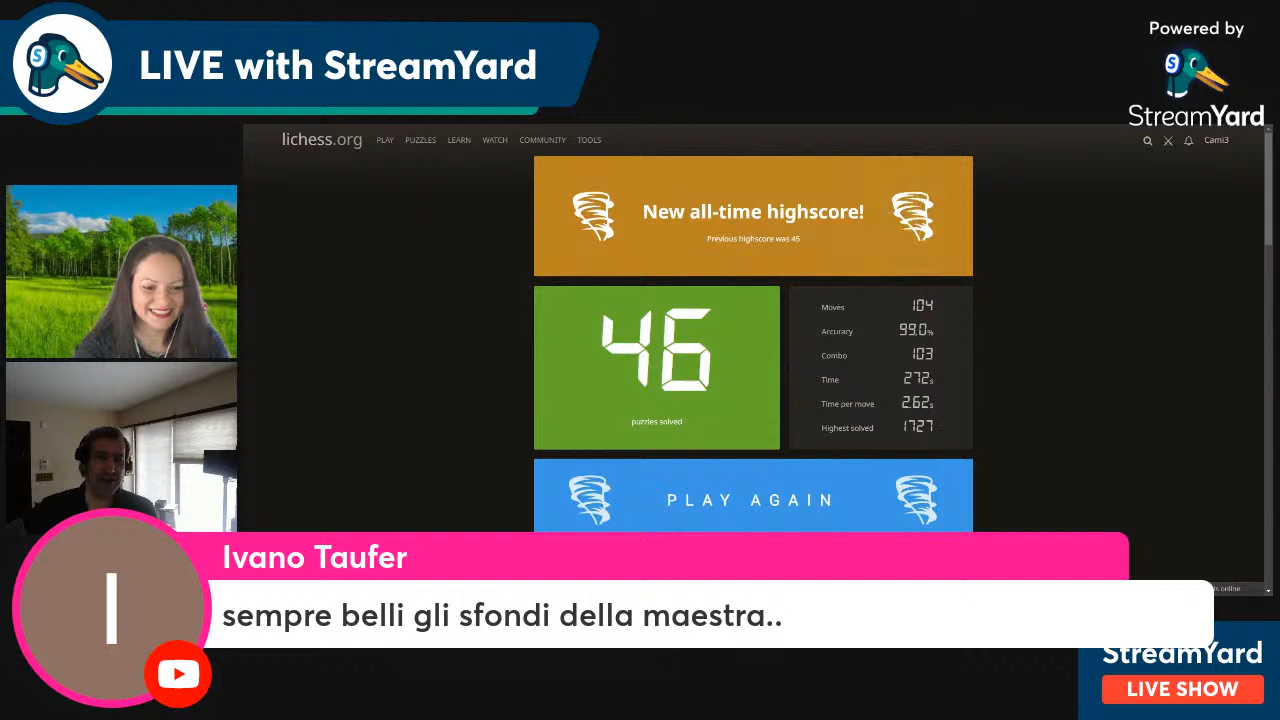 LIVE with StreamYard
Powered by
StreamYard
lichess.org PLAY PUZZLES LEARN WATCH COMMUNITY TOOLS
Cami3
New all-time highscore!
Previous highscore was 45
46
puzzles solved
Moves 104
Accuracy 99.0%
Combo 103
Time 272s
Time per move 2.62s
Highest solved 1727
PLAY AGAIN
Ivano Taufer
I
sempre belli gli sfondi della maestra..
online
StreamYard
LIVE SHOW